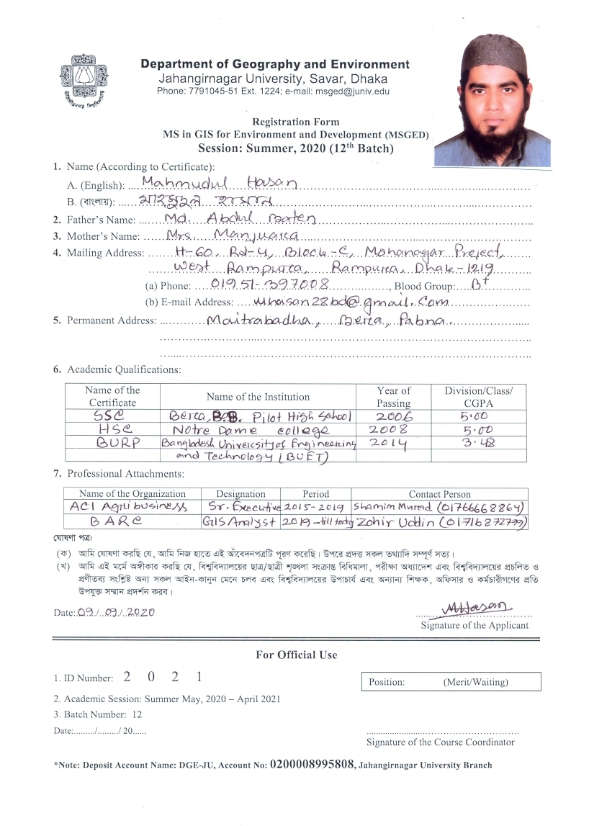 Department of Geography and Environment
Jahangirnagar University, Savar, Dhaka
Phone: 7791045-51 Ext. 1224; e-mail: msged@juniv.edu
Registration Form
MS in GIS for Environment and Development (MSGED)
Session: Summer, 2020 (12th Batch)
1. Name (According to Certificate):
A. (English): Mahmudul Hasan
B. (বাংলায়): মাহমুদুল হাসান
2. Father's Name: Md. Abdul Baten
3. Mother's Name: Mrs. Manjuara
4. Mailing Address: H-60, Rd-4, Block-C, Mohanagar Project,
West Rampura, Rampura, Dhak-1219
(a) Phone: 01951-397008, Blood Group: B+
(b) E-mail Address: mhasan28bd@gmail.com
5. Permanent Address: Maitrabadha, Bera, Pabna
6. Academic Qualifications:
Name of the Certificate Name of the Institution Year of Passing Division/Class/ CGPA
SSC Bera B.B. Pilot High School 2006 5.00
HSC Notre Dame college 2008 5.00
BURP Bangladesh University of Engineering 2014 3.48
and Technology (BUET)
7. Professional Attachments:
Name of the Organization Designation Period Contact Person
ACI Agribusiness Sr. Executive 2015-2019 Shamim Murad (01766668864)
BARC GIS Analyst 2019-till today Zohir Uddin (01716872799)
ঘোষণা পত্র:
(ক) আমি ঘোষণা করছি যে, আমি নিজ হাতে এই আবেদনপত্রটি পূরণ করেছি। উপরে প্রদত্ত সকল তথ্যাদি সম্পূর্ণ সত্য।
(খ) আমি এই মর্মে অঙ্গীকার করছি যে, বিশ্ববিদ্যালয়ের ছাত্র/ছাত্রী শৃঙ্খলা সংক্রান্ত বিধিমালা, পরীক্ষা অধ্যাদেশ এবং বিশ্ববিদ্যালয়ের প্রচলিত ও
প্রণীতব্য সংশ্লিষ্ট অন্য সকল আইন-কানুন মেনে চলব এবং বিশ্ববিদ্যালয়ের উপাচার্য এবং অন্যান্য শিক্ষক, অফিসার ও কর্মচারীগণের প্রতি
উপযুক্ত সম্মান প্রদর্শন করব।
Date: 09/09/2020 MHasan
Signature of the Applicant
For Official Use
1. ID Number: 2 0 2 1 Position: (Merit/Waiting)
2. Academic Session: Summer May, 2020 – April 2021
3. Batch Number: 12
Date:......../........./ 20......
Signature of the Course Coordinator
*Note: Deposit Account Name: DGE-JU, Account No: 0200008995808, Jahangirnagar University Branch